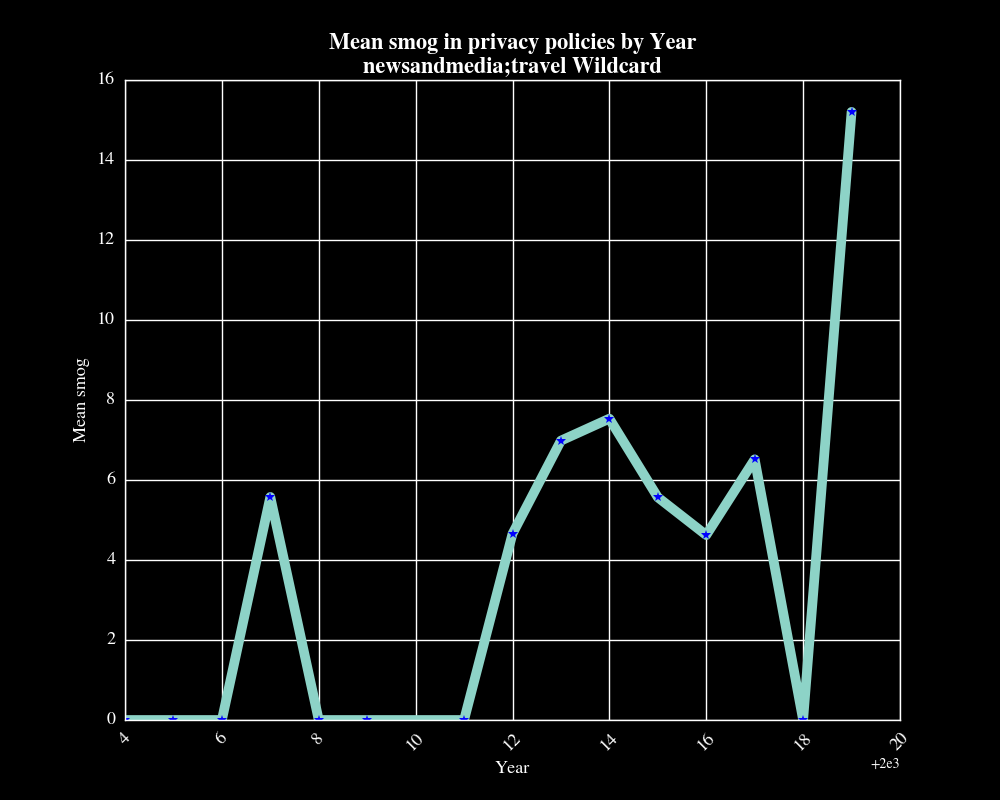 Mean smog in privacy policies by Year
newsandmedia;travel Wildcard
16
14
12
10
8
6
4
2
0
Mean smog
4 6 8 10 12 14 16 18 20
+2e3
Year